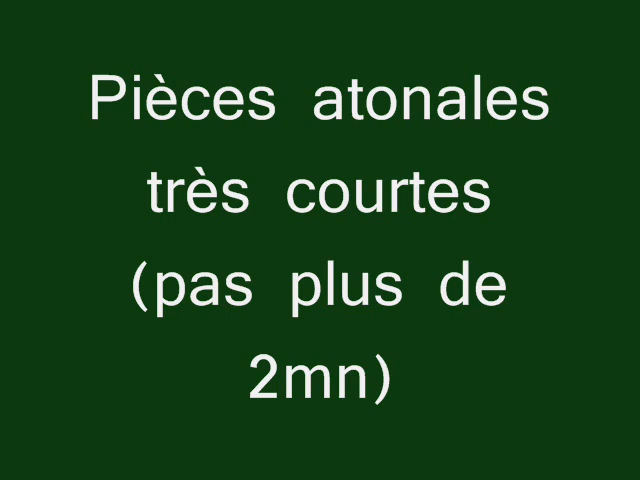 Pièces atonales
très courtes
(pas plus de
2mn)